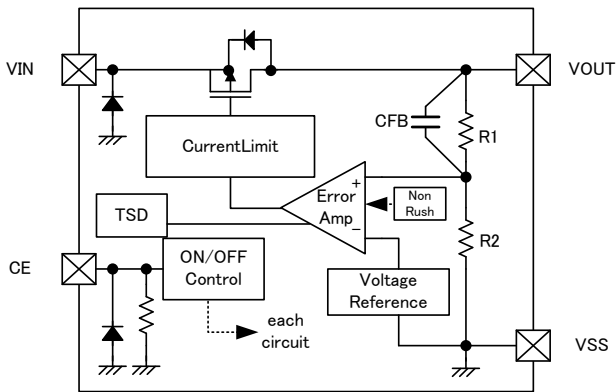 VIN
VOUT
CFB
R1
CurrentLimit
+
Error
Amp
-
Non
Rush
TSD
R2
CE
ON/OFF
Control
Voltage
Reference
each
circuit
VSS